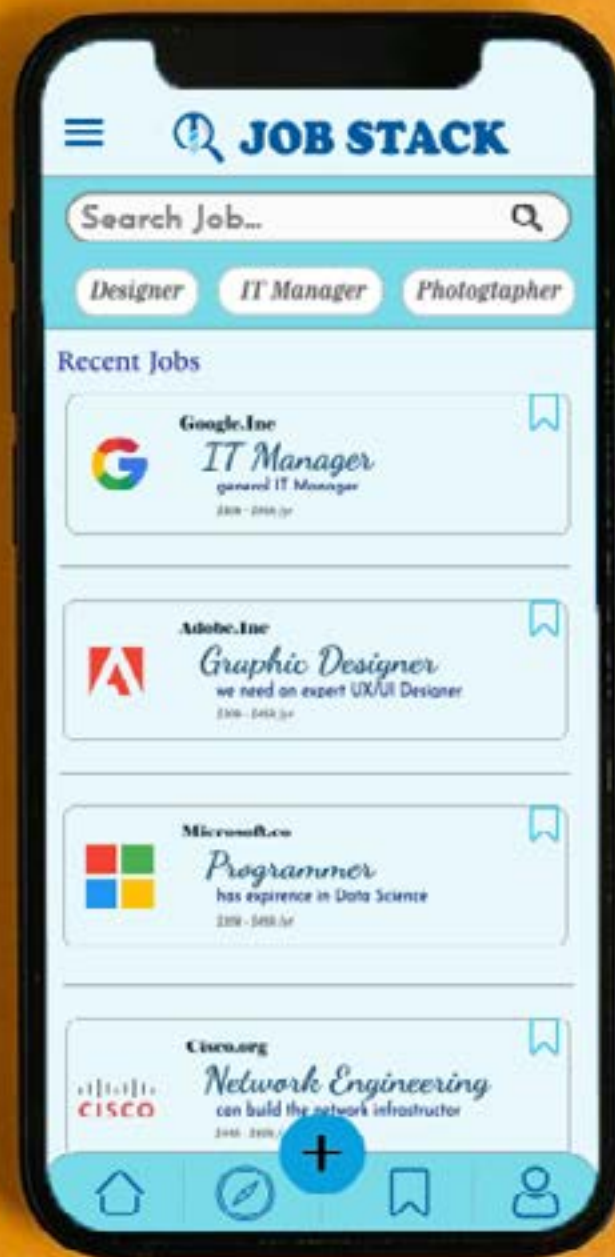 JOB STACK
Search Job...
Designer IT Manager Photogtapher
Recent Jobs
Google.Inc
IT Manager
general IT Manager
Adobe.Inc
Graphic Designer
we need an expert UX/UI Designer
Microsoft.co
Programmer
has expirence in Data Science
Cisco.org
CISCO
Network Engineering
can build the network infrastructor